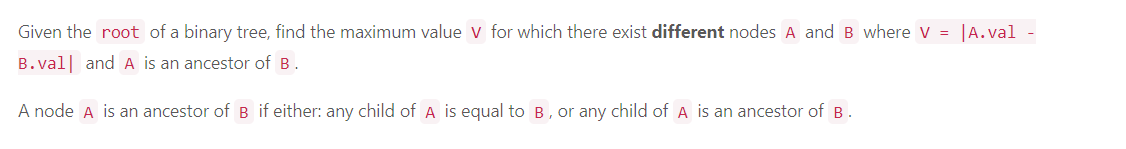 Given the root of a binary tree, find the maximum value V for which there exist different nodes A and B where V = |A.val -
B.val| and A is an ancestor of B.
A node A is an ancestor of B if either: any child of A is equal to B, or any child of A is an ancestor of B.